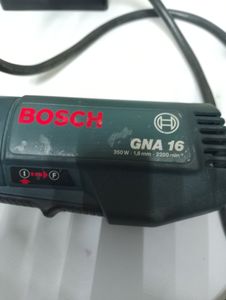 BOSCH
GNA 16
350 W · 1,6 mm · 2200 min⁻¹
I F